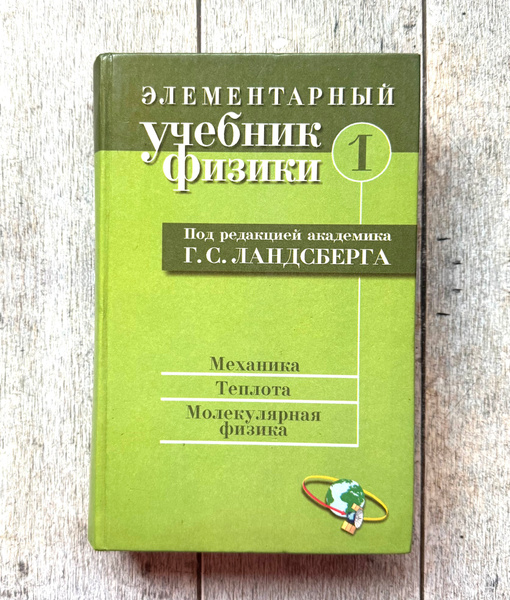 ЭЛЕМЕНТАРНЫЙ
учебник
физики
1
Под редакцией академика
Г. С. ЛАНДСБЕРГА
Механика
Теплота
Молекулярная
физика